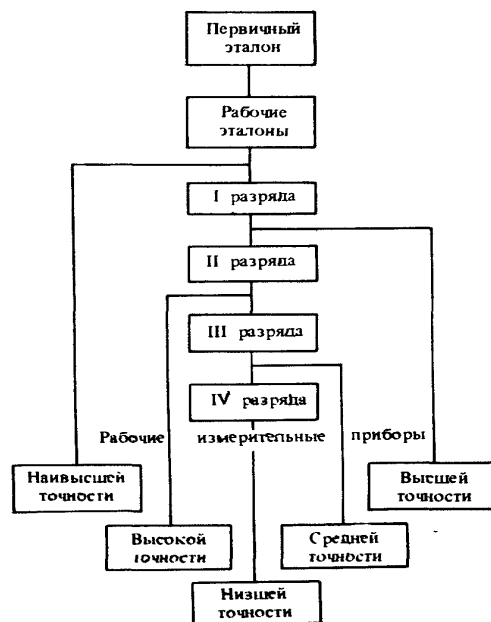 Первичный
эталон
Рабочие
эталоны
I разряда
II разряда
III разряда
IV разряда
Рабочие измерительные приборы
Наивысшей
точности
Высшей
точности
Высокой
точности
Средней
точности
Низшей
точности